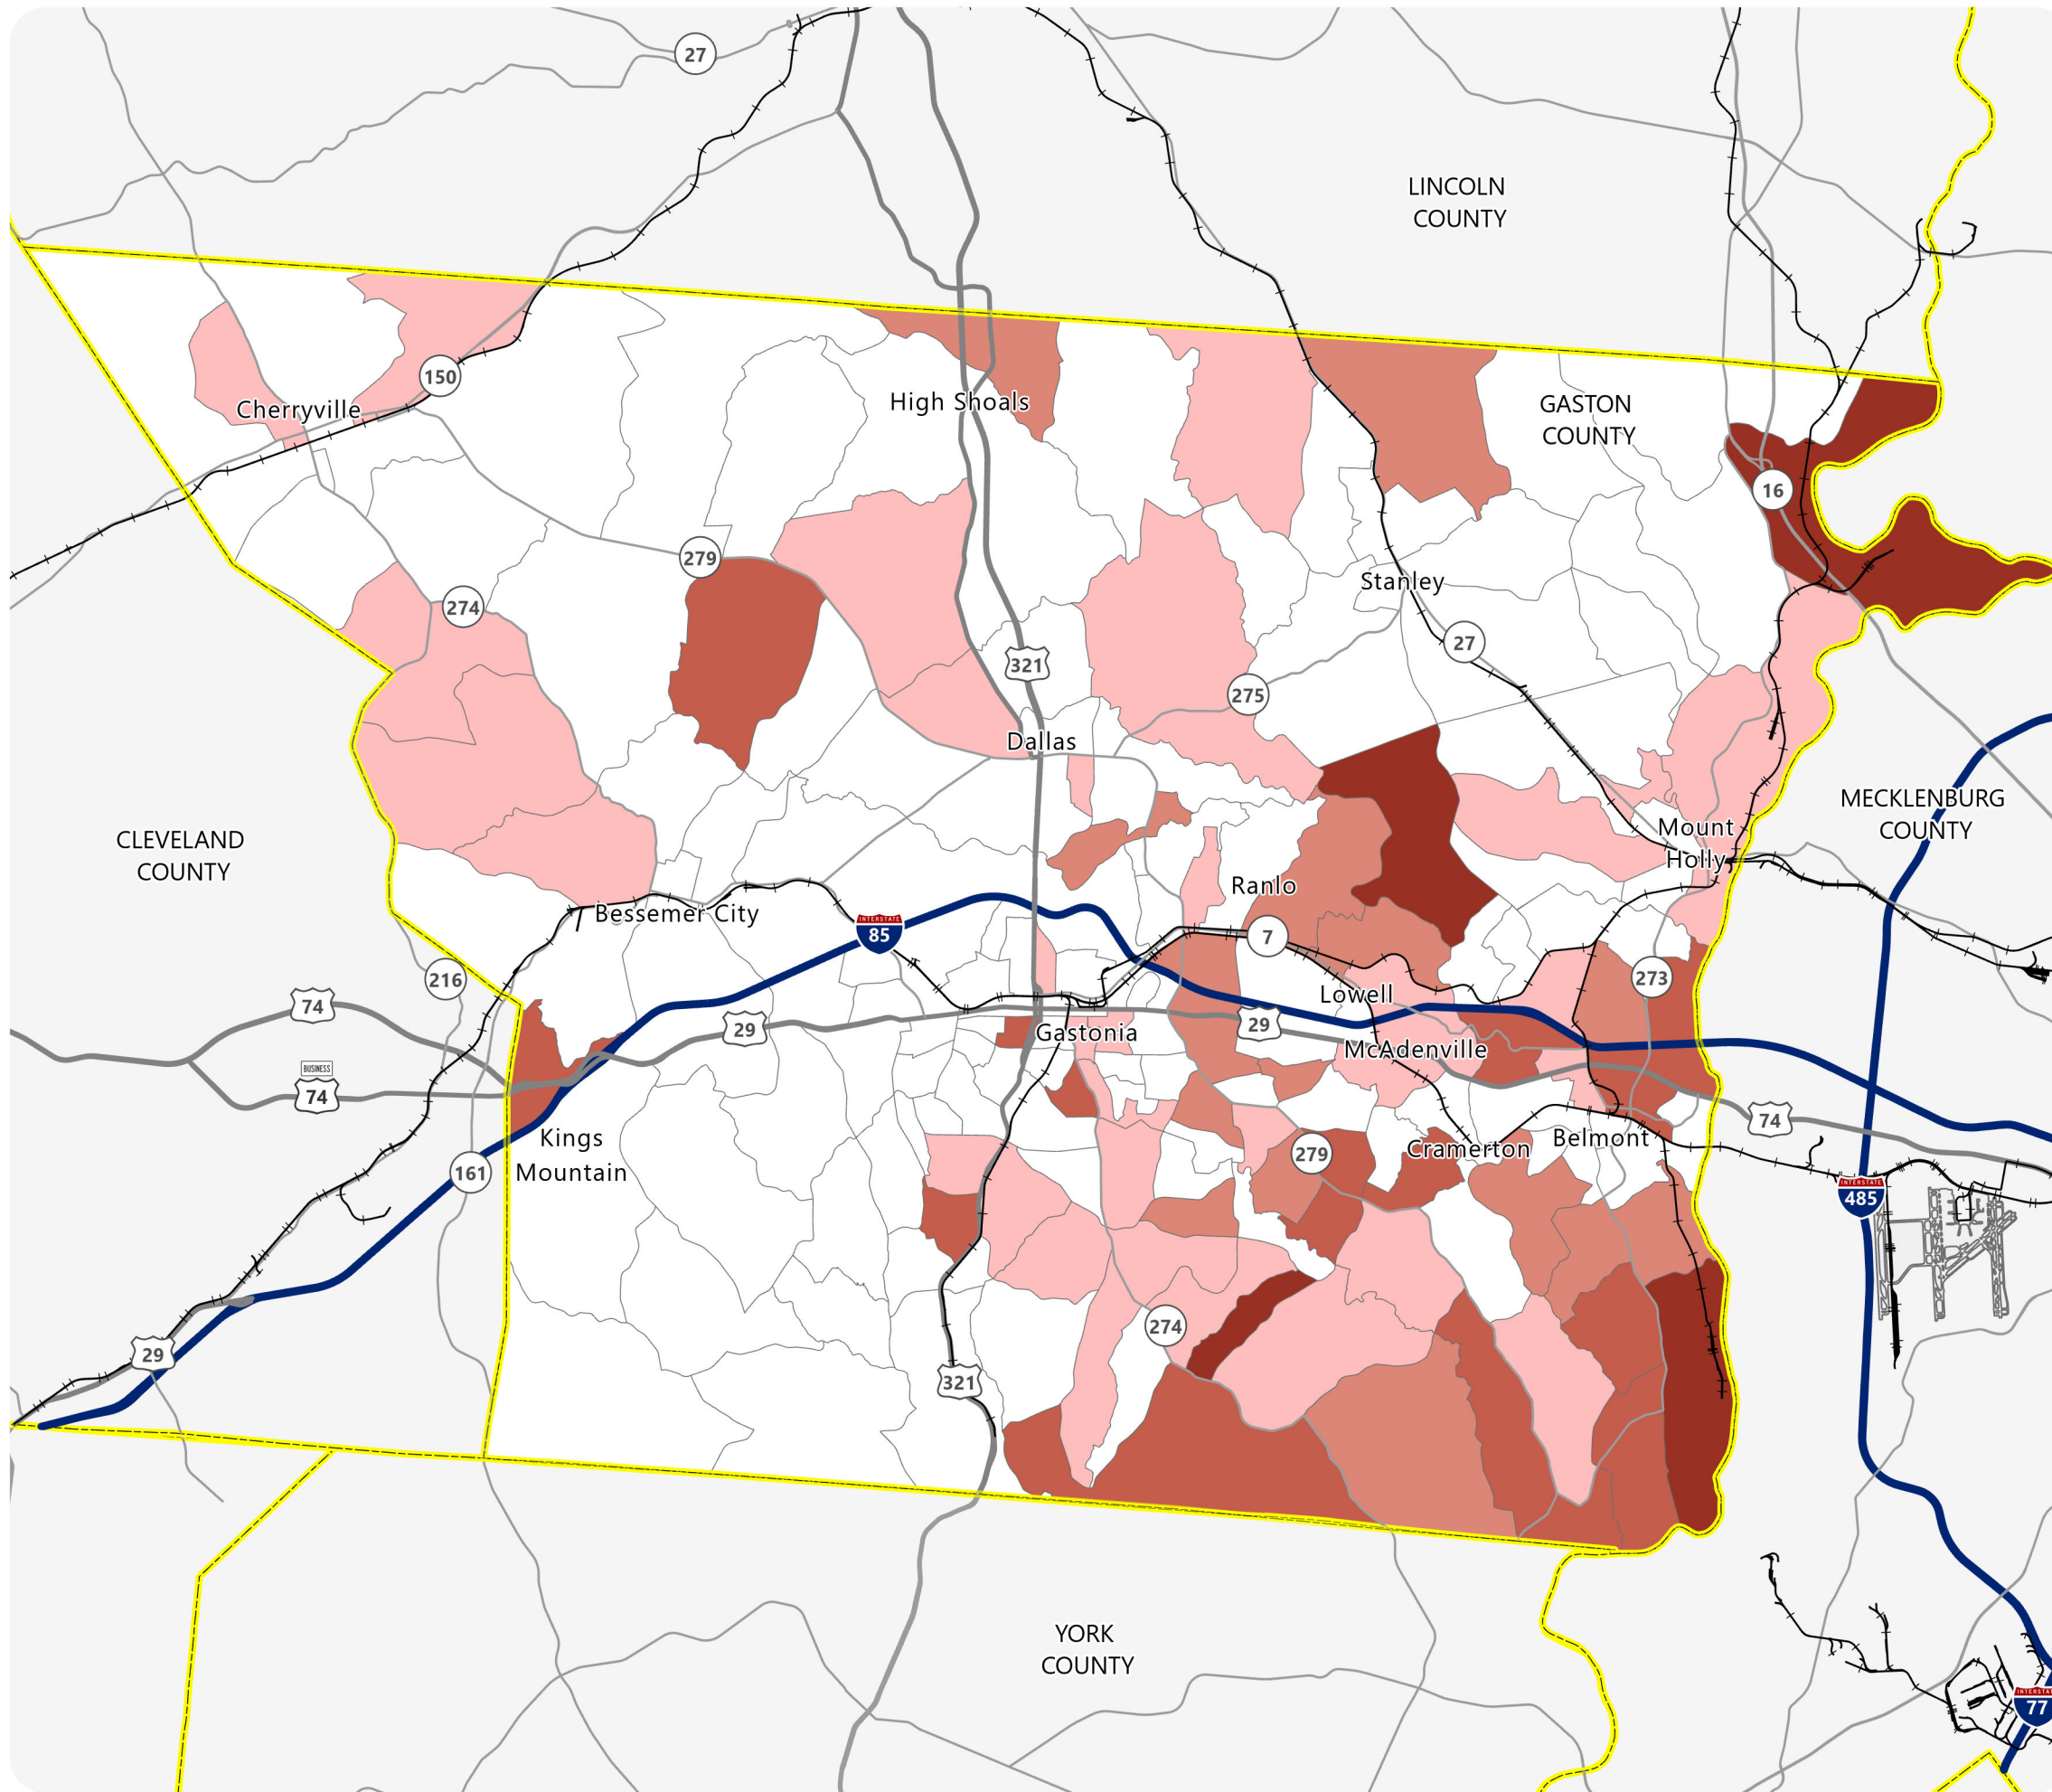 27
LINCOLN
COUNTY
150
Cherryville
High Shoals
GASTON
COUNTY
16
279
Stanley
274
27
321
275
Dallas
MECKLENBURG
COUNTY
CLEVELAND
COUNTY
Mount
Holly
Ranlo
Bessemer City
INTERSTATE
85
7
216
273
74
Lowell
29
29
Gastonia
McAdenville
BUSINESS
74
74
Kings
Mountain
Belmont
Cramerton
279
161
INTERSTATE
485
274
29
321
YORK
COUNTY
INTERSTATE
77